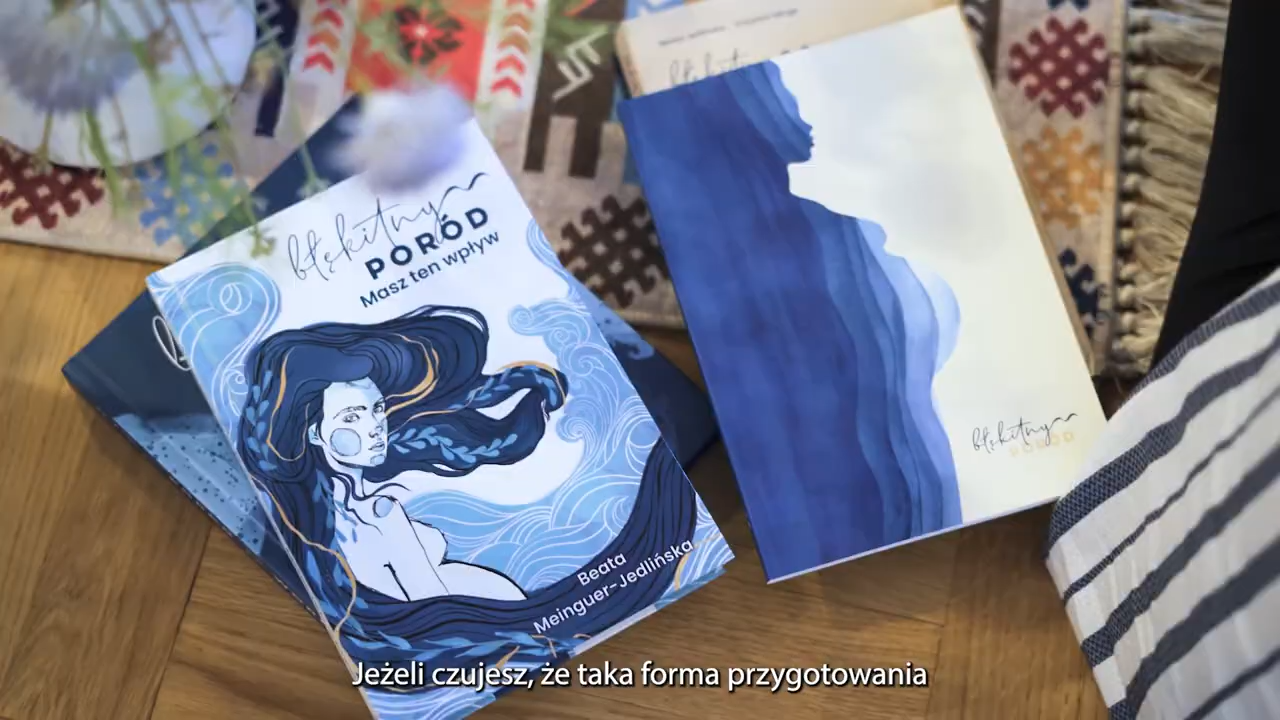 błękitny
PORÓD
Masz ten wpływ
Beata
Meinguer-Jedlińska
błękitny
PORÓD
Jeżeli czujesz, że taka forma przygotowania